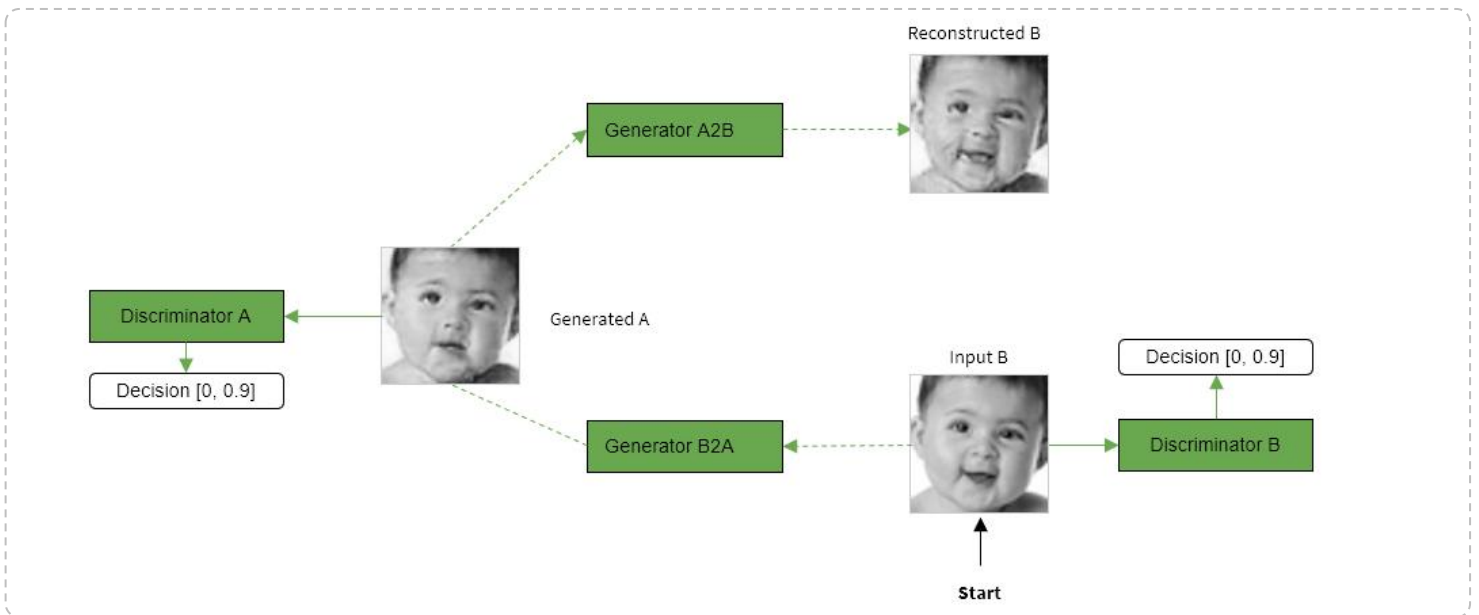 Reconstructed B
Generator A2B
Discriminator A
Generated A
Decision [0, 0.9]
Input B
Decision [0, 0.9]
Generator B2A
Discriminator B
Start